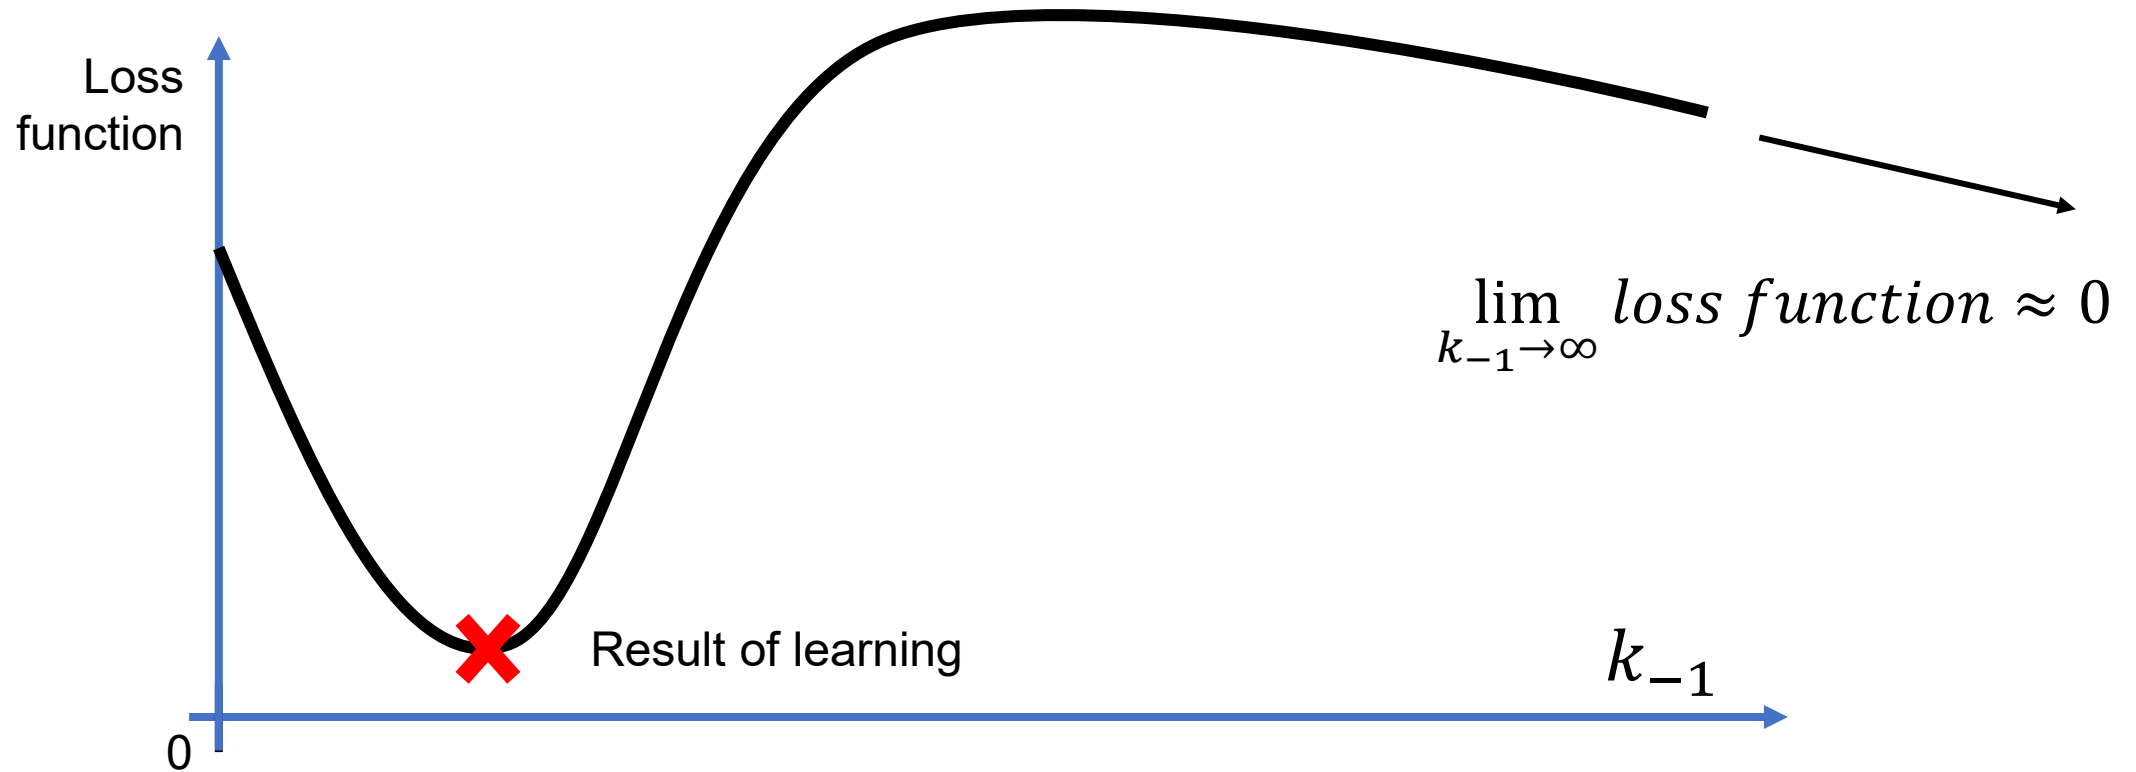 Loss
function
lim loss function ≈ 0
k₋₁→∞
Result of learning
k₋₁
0